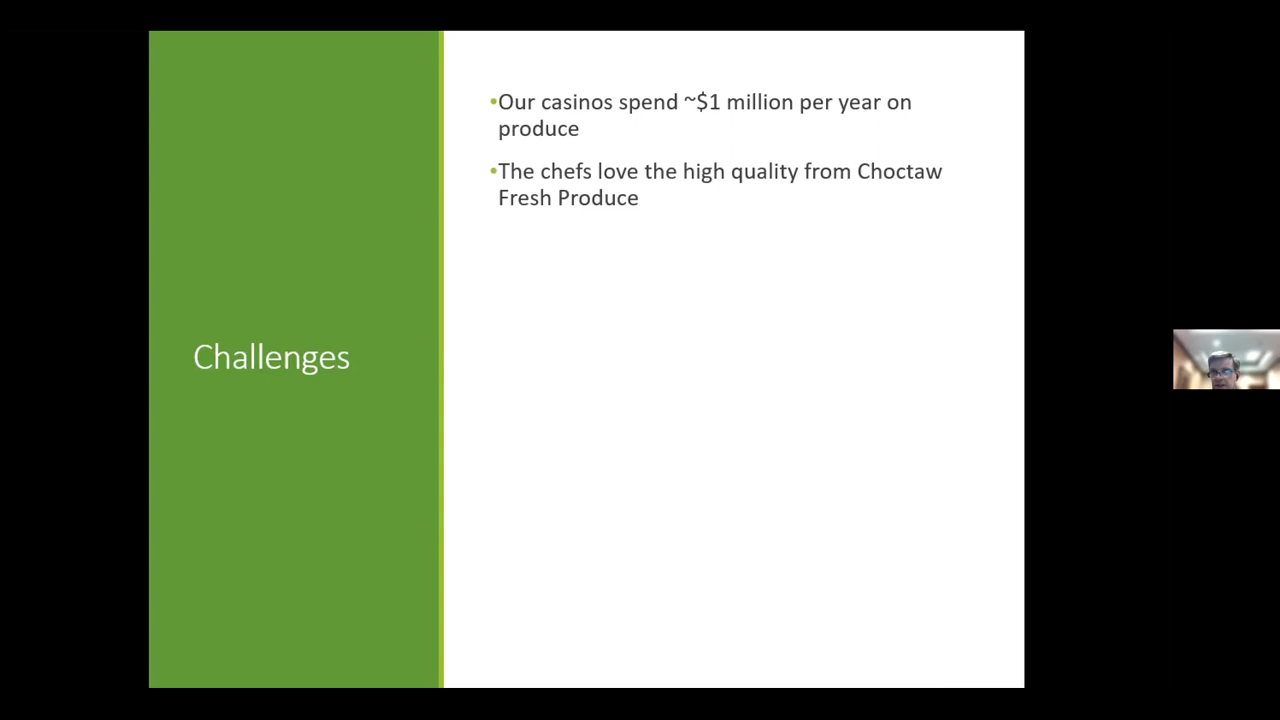 Challenges
•Our casinos spend ~$1 million per year on
produce
•The chefs love the high quality from Choctaw
Fresh Produce